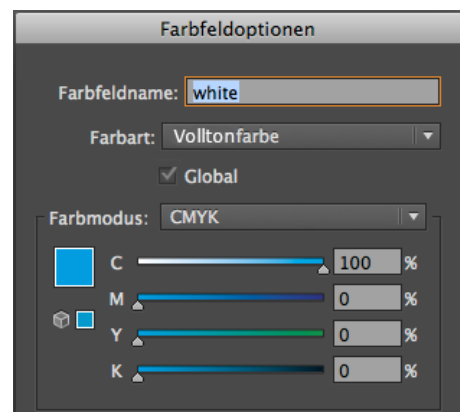 Farbfeldoptionen
Farbfeldname: white
Farbart: Volltonfarbe
Global
Farbmodus: CMYK
C 100 %
M 0 %
Y 0 %
K 0 %